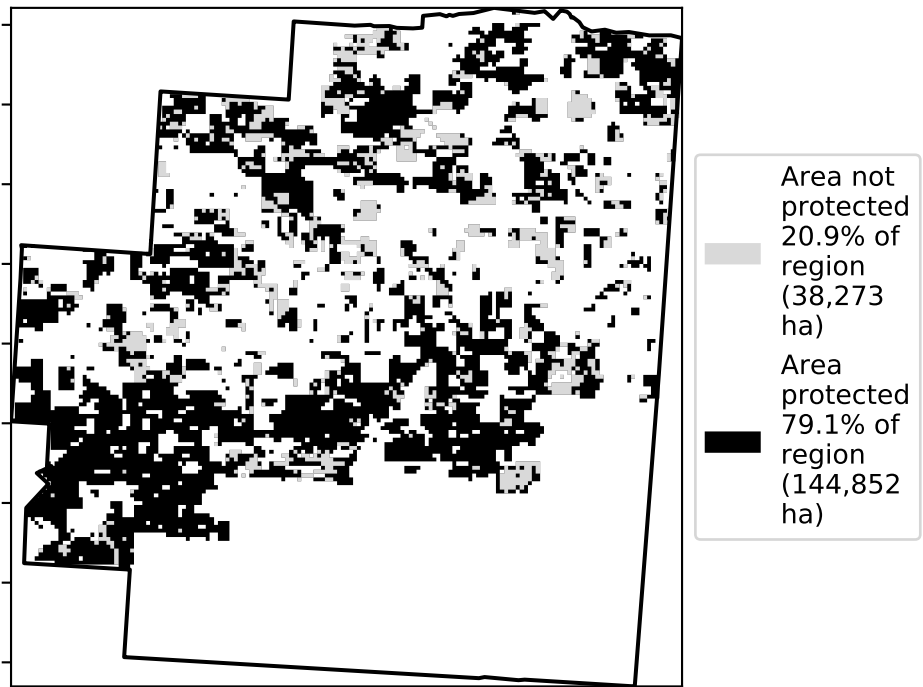 Area not
protected
20.9% of
region
(38,273
ha)
Area
protected
79.1% of
region
(144,852
ha)